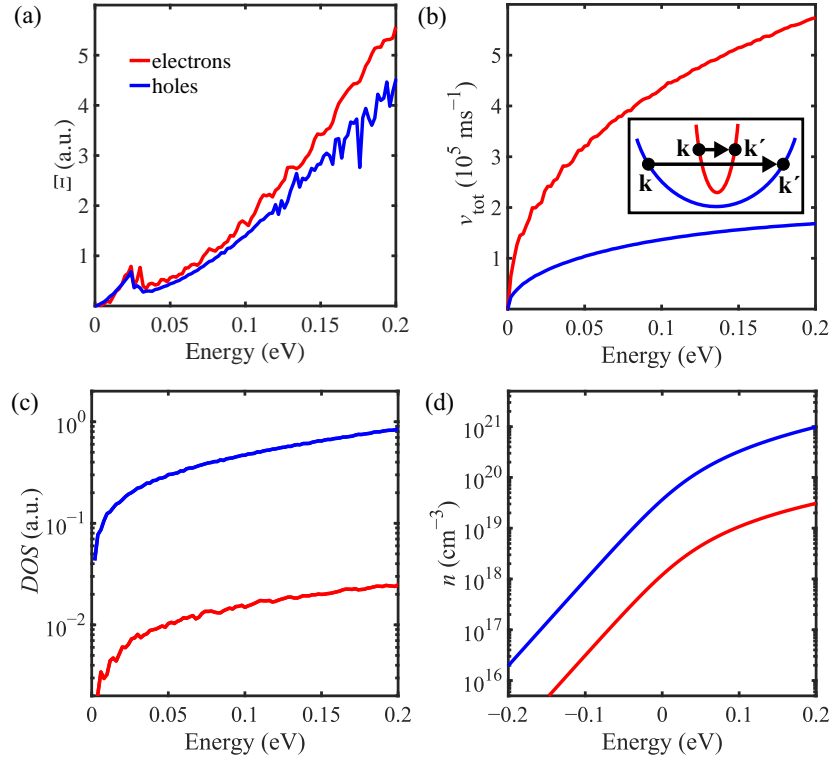 (a)
Ξ (a.u.)
5
4
3
2
1
electrons
holes
0 0.05 0.1 0.15 0.2
Energy (eV)
(b)
v_tot (10^5 ms^−1)
5
4
3
2
1
k k´
k k´
0 0.05 0.1 0.15 0.2
Energy (eV)
(c)
DOS (a.u.)
10^0
10^−1
10^−2
0 0.05 0.1 0.15 0.2
Energy (eV)
(d)
n (cm^−3)
10^21
10^20
10^19
10^18
10^17
10^16
−0.2 −0.1 0 0.1 0.2
Energy (eV)